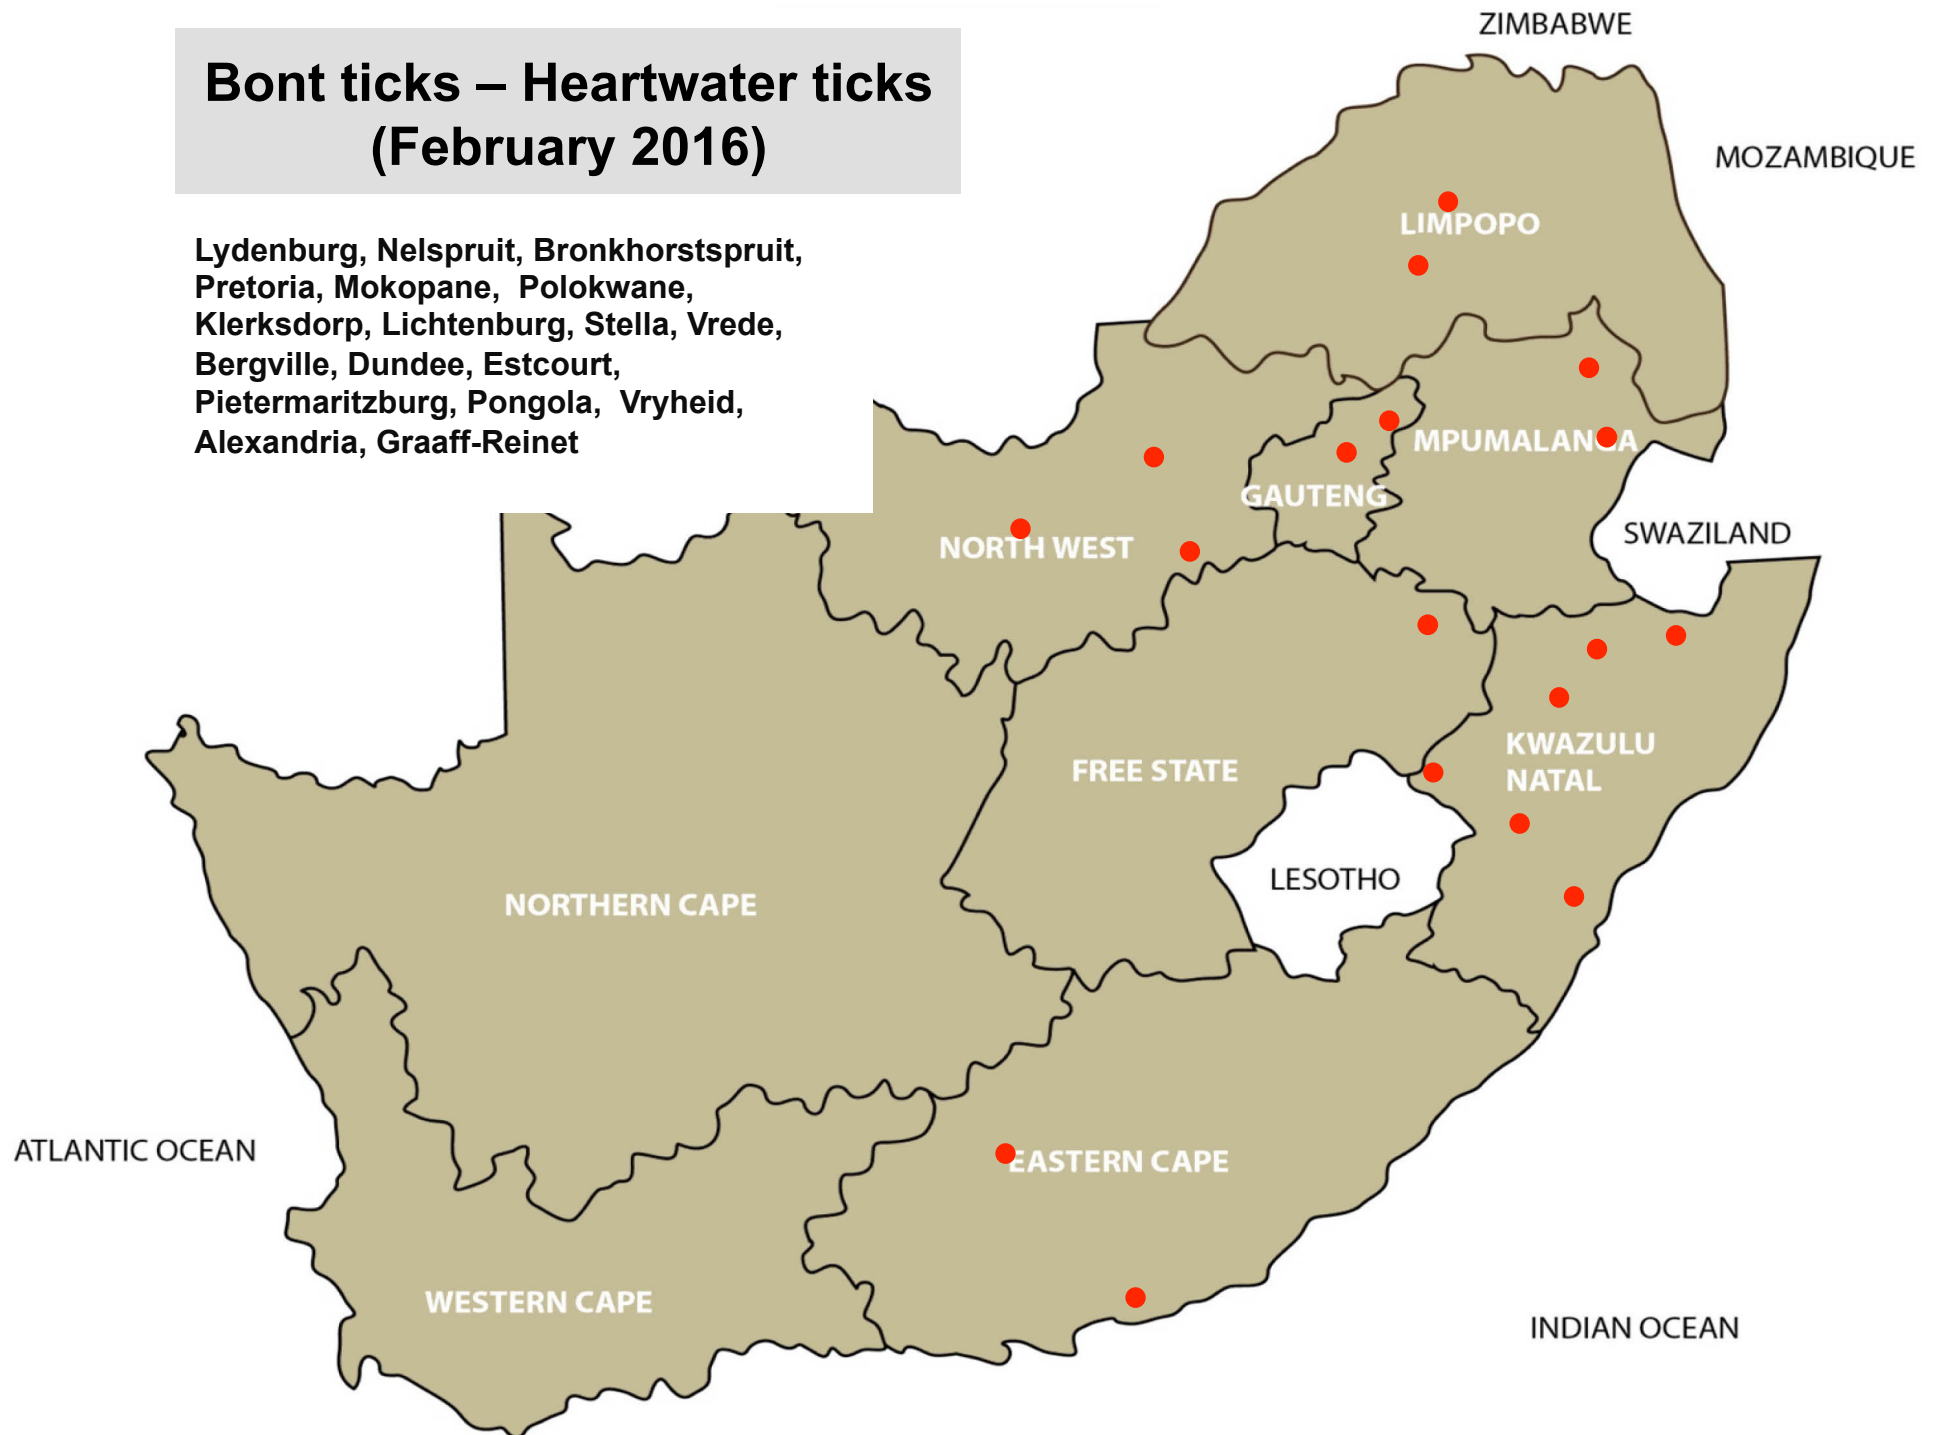 Bont ticks – Heartwater ticks
(February 2016)
Lydenburg, Nelspruit, Bronkhorstspruit,
Pretoria, Mokopane,  Polokwane,
Klerksdorp, Lichtenburg, Stella, Vrede,
Bergville, Dundee, Estcourt,
Pietermaritzburg, Pongola,  Vryheid,
Alexandria, Graaff-Reinet
ZIMBABWE
MOZAMBIQUE
LIMPOPO
MPUMALANGA
GAUTENG
SWAZILAND
NORTH WEST
KWAZULU
NATAL
FREE STATE
LESOTHO
NORTHERN CAPE
ATLANTIC OCEAN
EASTERN CAPE
WESTERN CAPE
INDIAN OCEAN